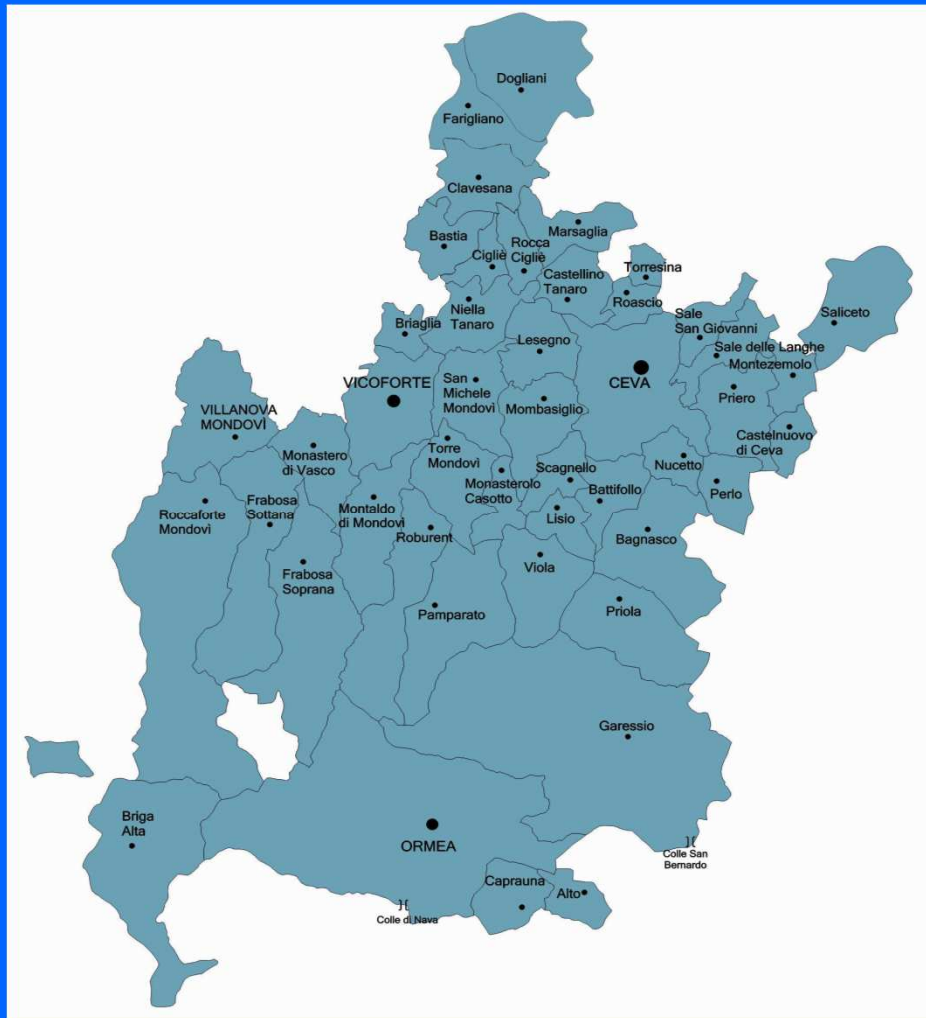 Dogliani
Farigliano
Clavesana
Marsaglia
Bastia
Rocca
Cigliè
Cigliè
Castellino
Tanaro
Torresina
Roascio
Niella
Tanaro
Briaglia
Lesegno
Sale
San Giovanni
Saliceto
Sale delle Langhe
Montezemolo
VICOFORTE
San
Michele
Mondovì
CEVA
Mombasiglio
Priero
VILLANOVA
MONDOVÌ
Monastero
di Vasco
Torre
Mondovì
Castelnuovo
di Ceva
Scagnello
Nucetto
Monasterolo
Casotto
Battifollo
Perlo
Roccaforte
Mondovì
Frabosa
Sottana
Montaldo
di Mondovì
Lisio
Roburent
Bagnasco
Frabosa
Soprana
Viola
Pamparato
Priola
Garessio
Briga
Alta
ORMEA
Colle San
Bernardo
Caprauna
Alto
Colle di Nava